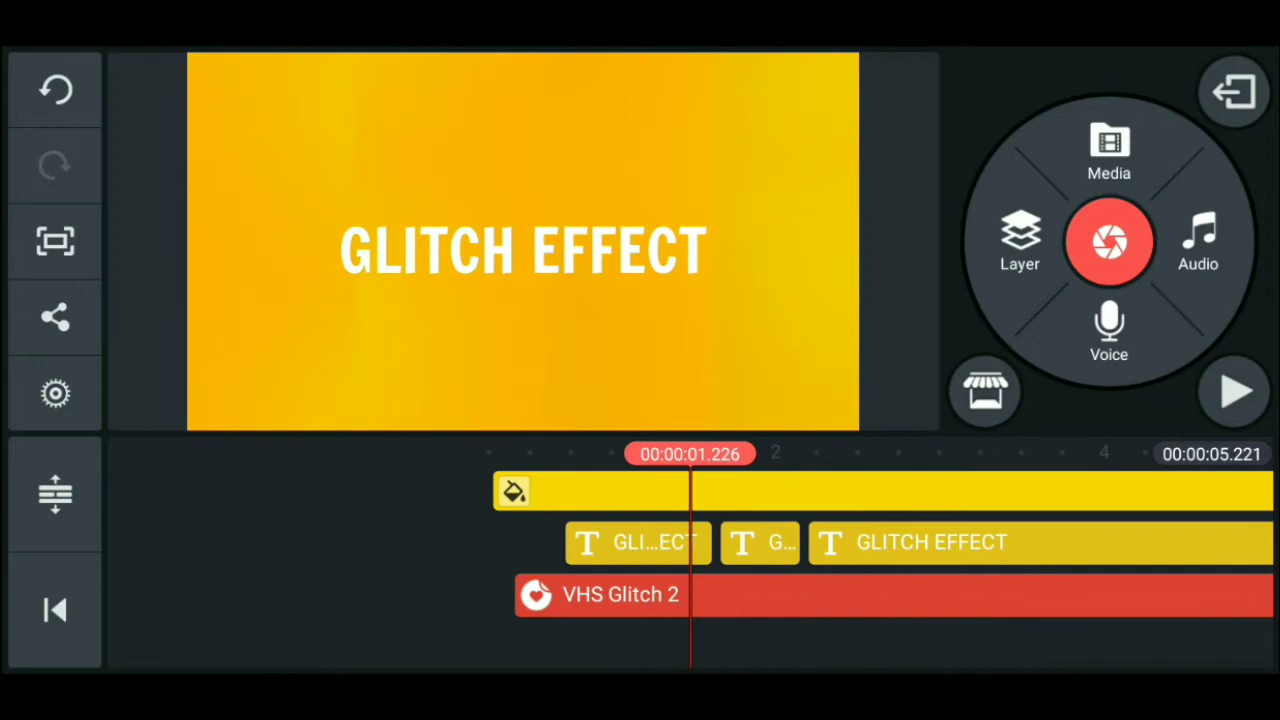 Media
GLITCH EFFECT
Layer
Audio
Voice
00:00:01.226
2
4
00:00:05.221
T GLI...ECT
T G...
T GLITCH EFFECT
VHS Glitch 2